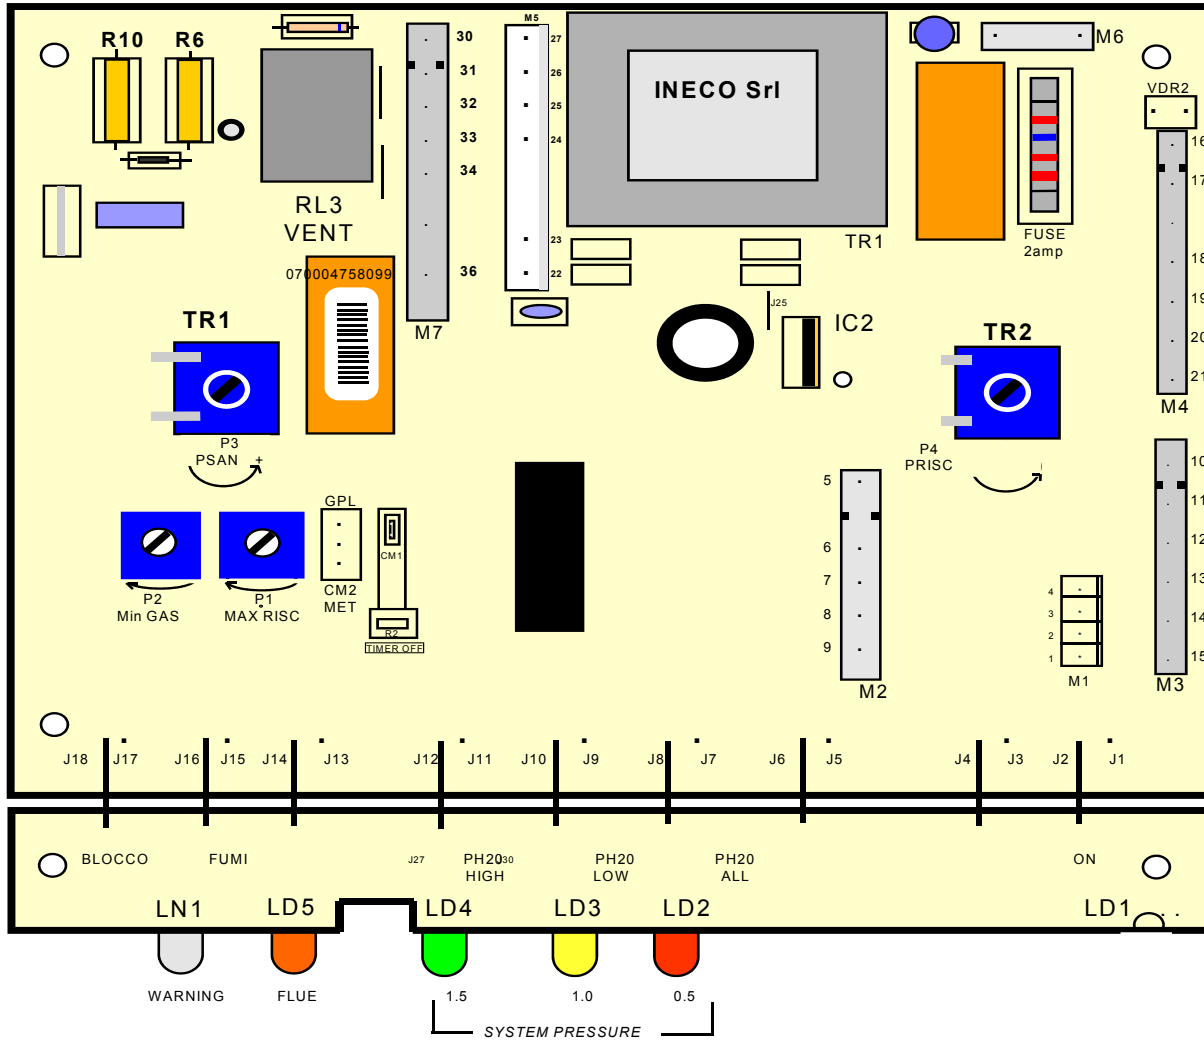 R10
R6
30
31
32
33
34
36
M7
M5
27
26
25
24
23
22
INECO Srl
TR1
M6
VDR2
FUSE
2amp
16
17
18
19
20
21
M4
RL3
VENT
070004758099
TR1
P3
PSAN +
J25
IC2
TR2
P4
PRISC
10
11
12
13
14
15
M3
GPL
CM2
MET
CM1
R2
TIMER OFF
P2
Min GAS
P1
MAX RISC
5
6
7
8
9
M2
4
3
2
1
M1
J18 J17 J16 J15 J14 J13 J12 J11 J10 J9 J8 J7 J6 J5 J4 J3 J2 J1
BLOCCO
FUMI
J27
PH20
HIGH
J30
PH20
LOW
PH20
ALL
ON
LN1
LD5
LD4
LD3
LD2
LD1
WARNING
FLUE
1.5
1.0
0.5
SYSTEM PRESSURE